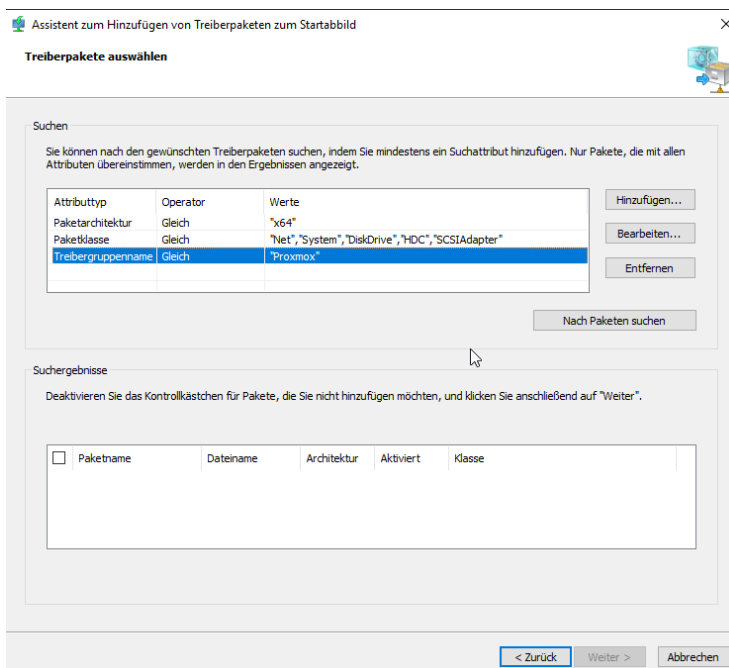 Assistent zum Hinzufügen von Treiberpaketen zum Startabbild
Treiberpakete auswählen
Suchen
Sie können nach den gewünschten Treiberpaketen suchen, indem Sie mindestens ein Suchattribut hinzufügen. Nur Pakete, die mit allen
Attributen übereinstimmen, werden in den Ergebnissen angezeigt.
Attributtyp Operator Werte
Paketarchitektur Gleich "x64"
Paketklasse Gleich "Net","System","DiskDrive","HDC","SCSIAdapter"
Treibergruppenname Gleich "Proxmox"
Hinzufügen...
Bearbeiten...
Entfernen
Nach Paketen suchen
Suchergebnisse
Deaktivieren Sie das Kontrollkästchen für Pakete, die Sie nicht hinzufügen möchten, und klicken Sie anschließend auf "Weiter".
Paketname Dateiname Architektur Aktiviert Klasse
< Zurück Weiter > Abbrechen